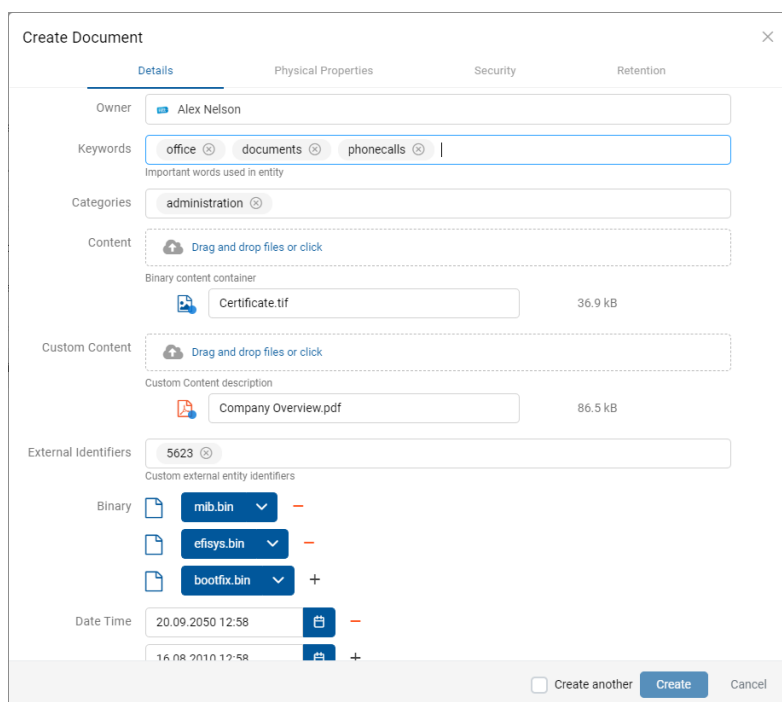 Create Document
Details Physical Properties Security Retention
Owner Alex Nelson
Keywords office documents phonecalls
Important words used in entity
Categories administration
Content Drag and drop files or click
Binary content container
Certificate.tif 36.9 kB
Custom Content Drag and drop files or click
Custom Content description
Company Overview.pdf 86.5 kB
External Identifiers 5623
Custom external entity identifiers
Binary mib.bin
efisys.bin
bootfix.bin
Date Time 20.09.2050 12:58
16.08.2010 12:58
Create another Create Cancel